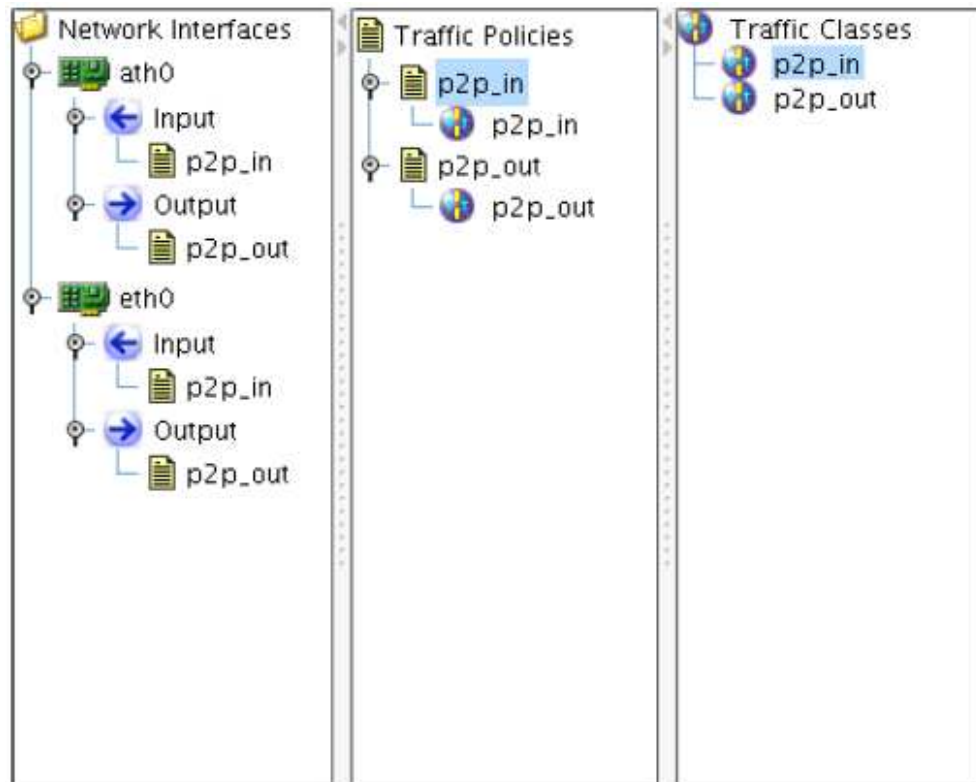 Network Interfaces
ath0
Input
p2p_in
Output
p2p_out
eth0
Input
p2p_in
Output
p2p_out
Traffic Policies
p2p_in
p2p_in
p2p_out
p2p_out
Traffic Classes
p2p_in
p2p_out